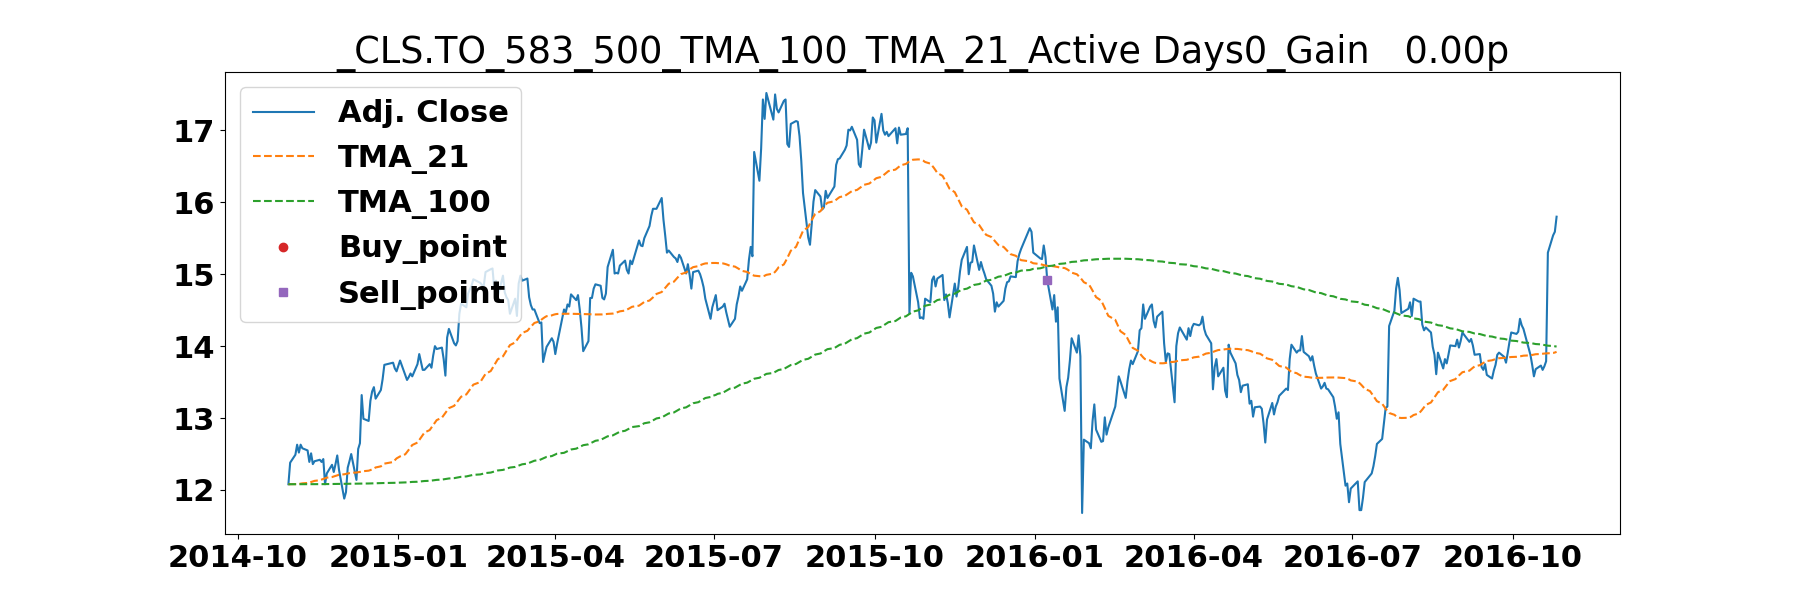 _CLS.TO_583_500_TMA_100_TMA_21_Active Days0_Gain   0.00p
Adj. Close
TMA_21
TMA_100
Buy_point
Sell_point
17
16
15
14
13
12
2014-10 2015-01 2015-04 2015-07 2015-10 2016-01 2016-04 2016-07 2016-10